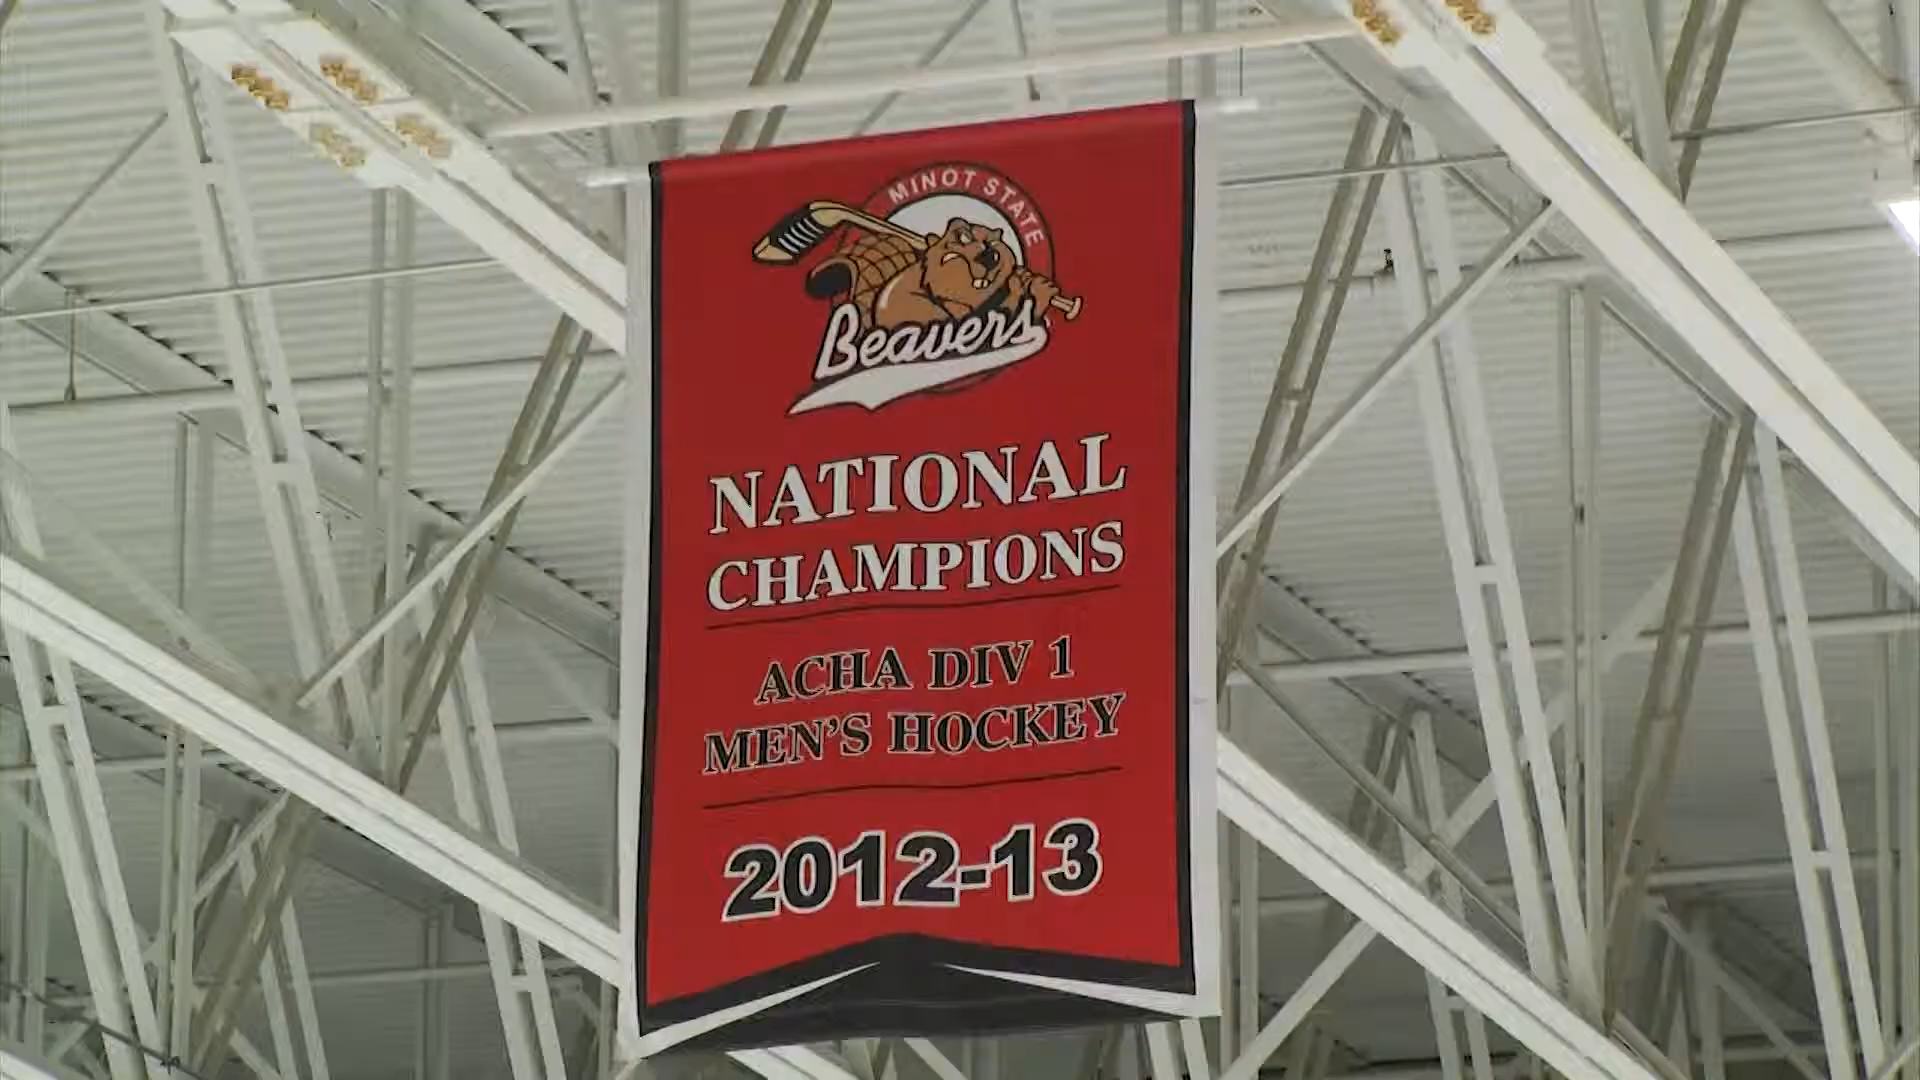 MINOT STATE
Beavers
NATIONAL
CHAMPIONS
ACHA DIV 1
MEN'S HOCKEY
2012-13